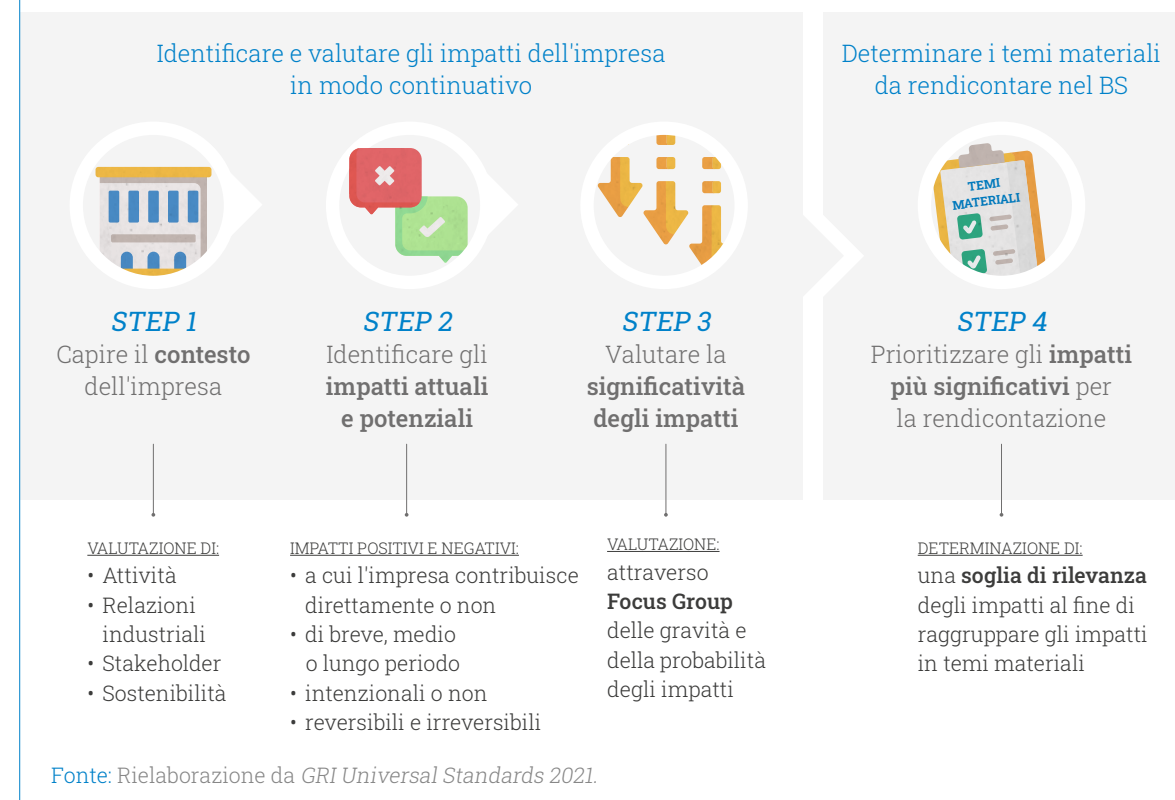 Identificare e valutare gli impatti dell'impresa
in modo continuativo
Determinare i temi materiali
da rendicontare nel BS
TEMI
MATERIALI
STEP 1
Capire il contesto
dell'impresa
STEP 2
Identificare gli
impatti attuali
e potenziali
STEP 3
Valutare la
significatività
degli impatti
STEP 4
Prioritizzare gli impatti
più significativi per
la rendicontazione
VALUTAZIONE DI:
• Attività
• Relazioni
industriali
• Stakeholder
• Sostenibilità
IMPATTI POSITIVI E NEGATIVI:
• a cui l'impresa contribuisce
direttamente o non
• di breve, medio
o lungo periodo
• intenzionali o non
• reversibili e irreversibili
VALUTAZIONE:
attraverso
Focus Group
delle gravità e
della probabilità
degli impatti
DETERMINAZIONE DI:
una soglia di rilevanza
degli impatti al fine di
raggruppare gli impatti
in temi materiali
Fonte: Rielaborazione da GRI Universal Standards 2021.